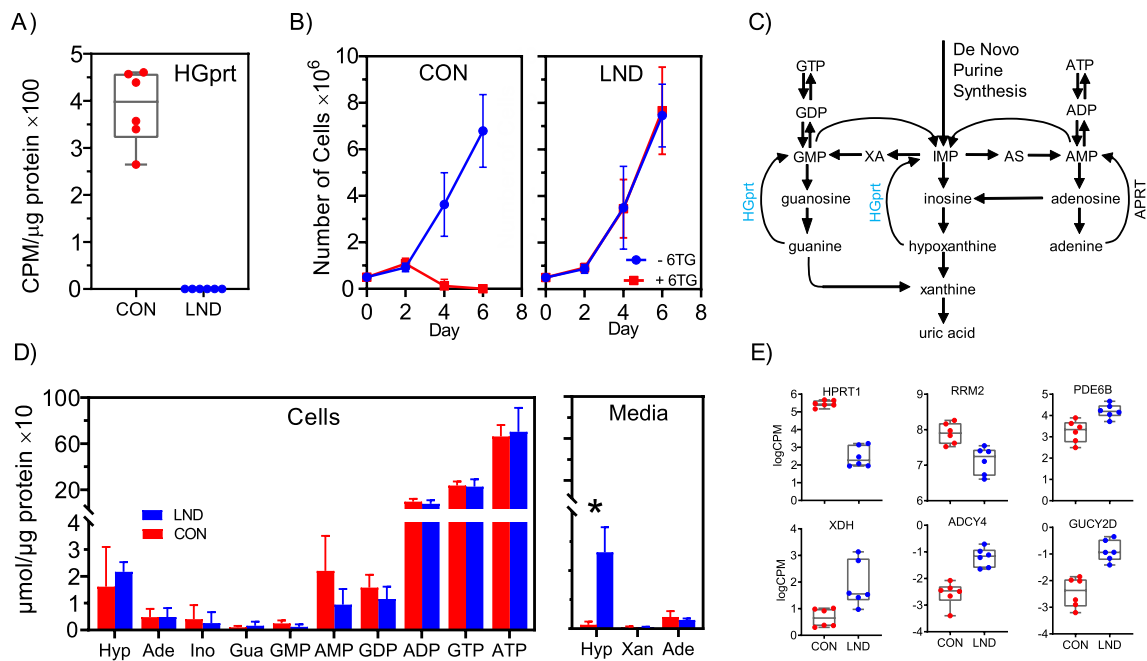 A)
HGprt
CPM/µg protein ×100
5
4
3
2
1
0
CON
LND
B)
Number of Cells ×10⁶
10
8
6
4
2
0
CON
LND
- 6TG
+ 6TG
0 2 4 6 8
Day
0 2 4 6 8
Day
C)
De Novo
Purine
Synthesis
GTP
ATP
GDP
ADP
GMP XA IMP AS AMP
HGprt
HGprt
APRT
guanosine inosine adenosine
guanine hypoxanthine adenine
xanthine
uric acid
D)
µmol/µg protein ×10
100
60
20
4
3
2
1
0
Cells
LND
CON
Hyp Ade Ino Gua GMP AMP GDP ADP GTP ATP
Media
*
Hyp Xan Ade
E)
HPRT1
logCPM
6
5
4
3
2
1
0
RRM2
9
8
7
6
PDE6B
5
4
3
2
1
0
XDH
logCPM
4
3
2
1
0
CON LND
ADCY4
0
-1
-2
-3
-4
CON LND
GUCY2D
0
-1
-2
-3
-4
CON LND